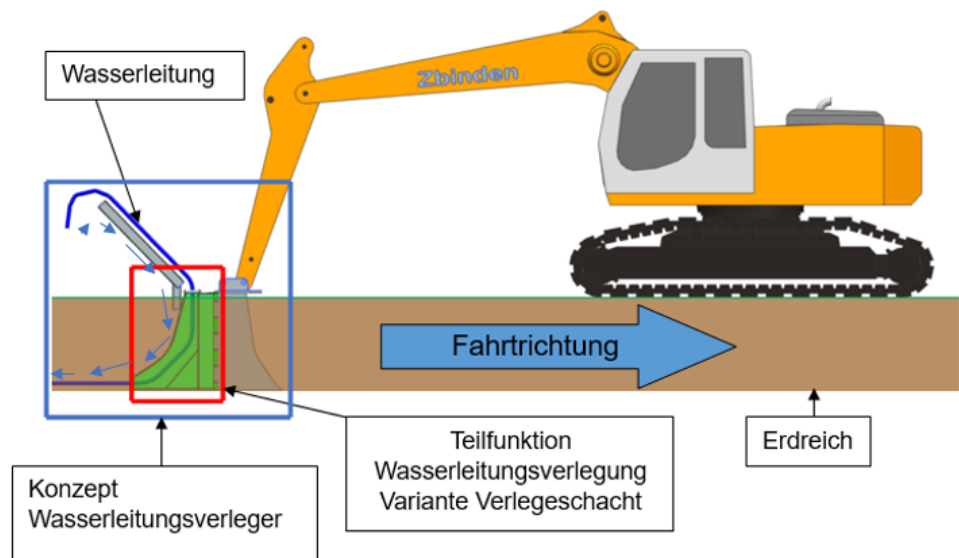 Wasserleitung
Zbinden
Fahrtrichtung
Teilfunktion
Wasserleitungsverlegung
Variante Verlegeschacht
Erdreich
Konzept
Wasserleitungsverleger